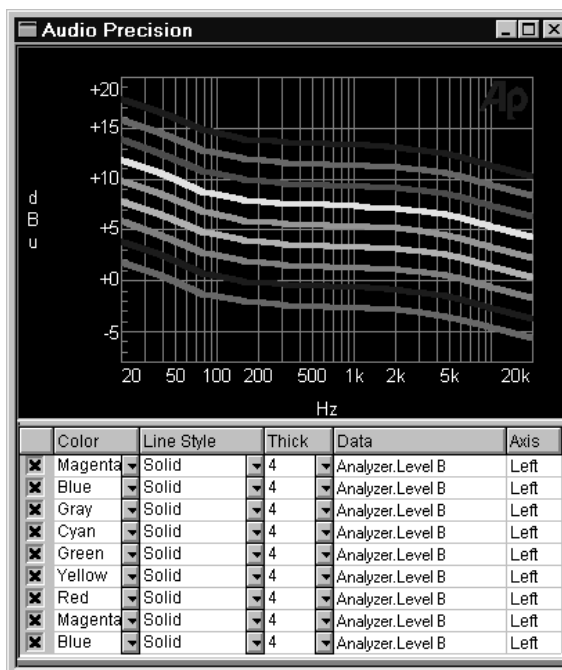 Audio Precision
Ap
+20
+15
+10
+5
+0
-5
d
B
u
20 50 100 200 500 1k 2k 5k 20k
Hz
Color Line Style Thick Data Axis
Magenta Solid 4 Analyzer.Level B Left
Blue Solid 4 Analyzer.Level B Left
Gray Solid 4 Analyzer.Level B Left
Cyan Solid 4 Analyzer.Level B Left
Green Solid 4 Analyzer.Level B Left
Yellow Solid 4 Analyzer.Level B Left
Red Solid 4 Analyzer.Level B Left
Magenta Solid 4 Analyzer.Level B Left
Blue Solid 4 Analyzer.Level B Left